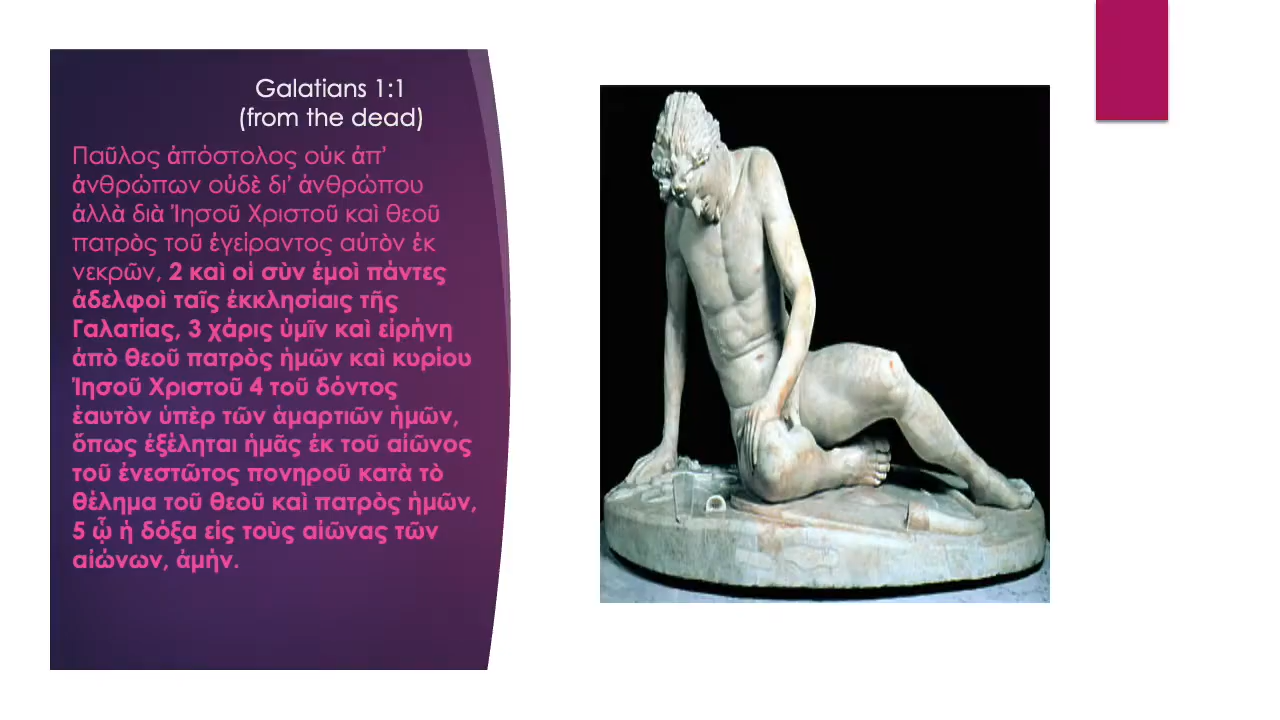 Galatians 1:1
(from the dead)
Παῦλος ἀπόστολος οὐκ ἀπ’
ἀνθρώπων οὐδὲ δι’ ἀνθρώπου
ἀλλὰ διὰ Ἰησοῦ Χριστοῦ καὶ θεοῦ
πατρὸς τοῦ ἐγείραντος αὐτὸν ἐκ
νεκρῶν, 2 καὶ οἱ σὺν ἐμοὶ πάντες
ἀδελφοὶ ταῖς ἐκκλησίαις τῆς
Γαλατίας, 3 χάρις ὑμῖν καὶ εἰρήνη
ἀπὸ θεοῦ πατρὸς ἡμῶν καὶ κυρίου
Ἰησοῦ Χριστοῦ 4 τοῦ δόντος
ἑαυτὸν ὑπὲρ τῶν ἁμαρτιῶν ἡμῶν,
ὅπως ἐξέληται ἡμᾶς ἐκ τοῦ αἰῶνος
τοῦ ἐνεστῶτος πονηροῦ κατὰ τὸ
θέλημα τοῦ θεοῦ καὶ πατρὸς ἡμῶν,
5 ᾧ ἡ δόξα εἰς τοὺς αἰῶνας τῶν
αἰώνων, ἀμήν.